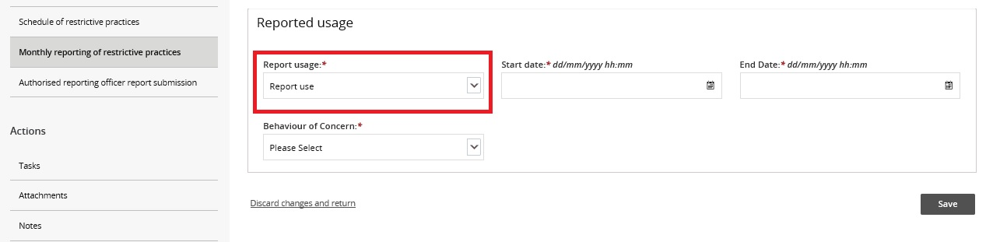 Schedule of restrictive practices
Monthly reporting of restrictive practices
Authorised reporting officer report submission
Actions
Tasks
Attachments
Notes
Reported usage
Report usage:* Start date:* dd/mm/yyyy hh:mm End Date:* dd/mm/yyyy hh:mm
Report use
Behaviour of Concern:*
Please Select
Discard changes and return Save